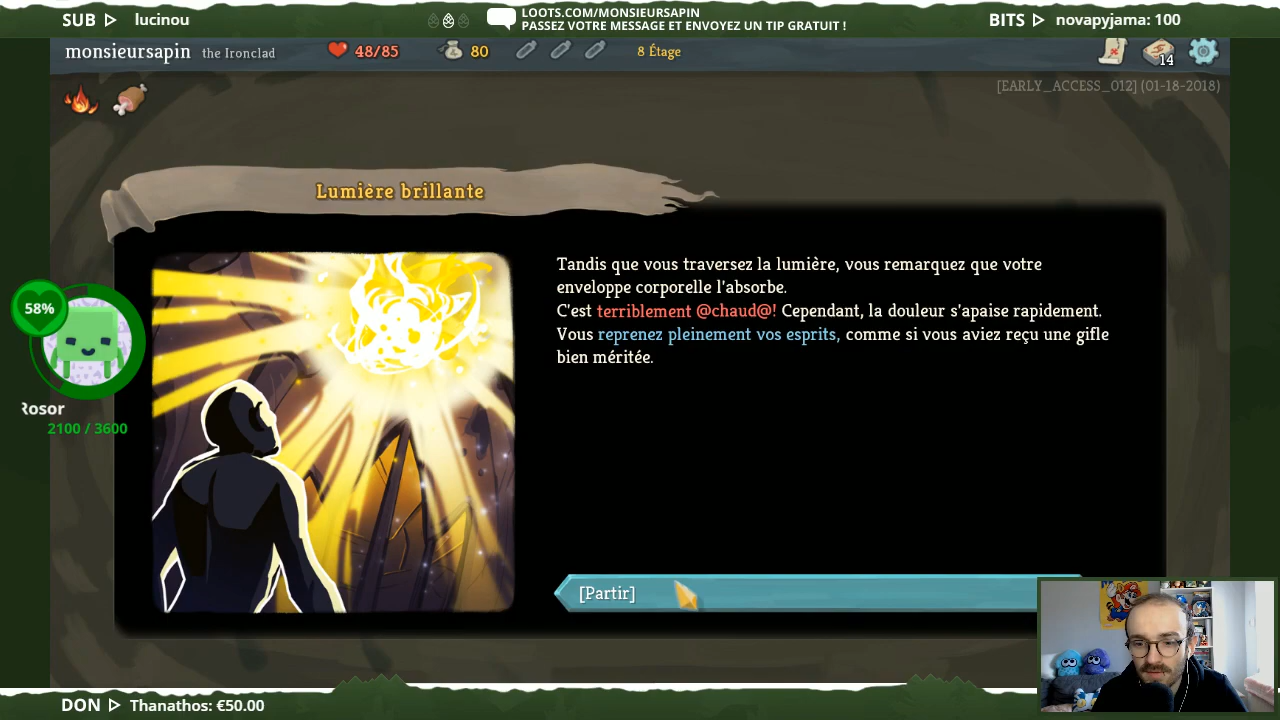 SUB lucinou
LOOTS.COM/MONSIEURSAPIN
PASSEZ VOTRE MESSAGE ET ENVOYEZ UN TIP GRATUIT !
BITS novapyjama: 100
monsieursapin the Ironclad 48/85 80 8 Étage 14
[EARLY_ACCESS_012] (01-18-2018)
Lumière brillante
Tandis que vous traversez la lumière, vous remarquez que votre
enveloppe corporelle l'absorbe.
C'est terriblement @chaud@! Cependant, la douleur s'apaise rapidement.
Vous reprenez pleinement vos esprits, comme si vous aviez reçu une gifle
bien méritée.
58%
Rosor
2100 / 3600
[Partir]
DON Thanathos: €50.00